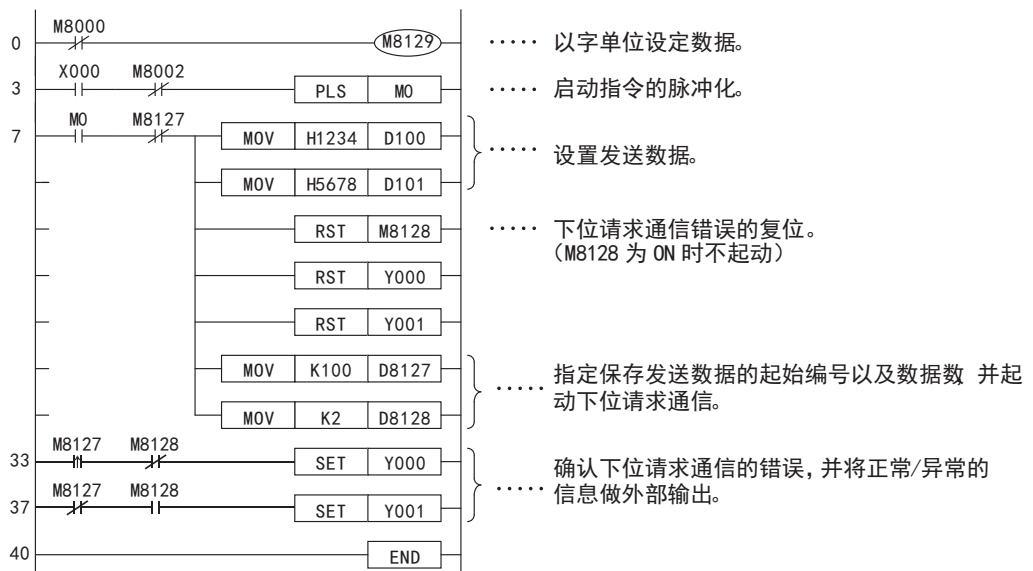 M8000
0 M8129 ····· 以字单位设定数据。
X000 M8002
3 PLS M0 ····· 启动指令的脉冲化。
M0 M8127
7 MOV H1234 D100
····· 设置发送数据。
MOV H5678 D101
RST M8128 ····· 下位请求通信错误的复位。
(M8128 为 ON 时不起动)
RST Y000
RST Y001
MOV K100 D8127
····· 指定保存发送数据的起始编号以及数据数, 并起
动下位请求通信。
MOV K2 D8128
M8127 M8128
33 SET Y000
确认下位请求通信的错误, 并将正常/异常的
····· 信息做外部输出。
M8127 M8128
37 SET Y001
40 END